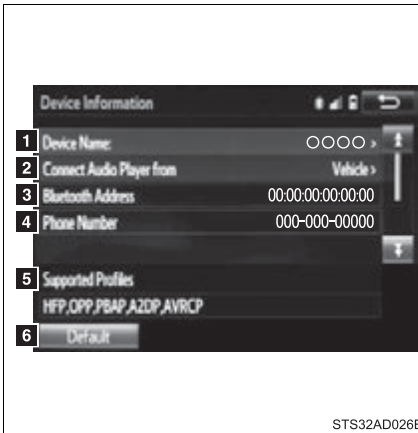 Device Information
1 Device Name: ○○○○ ›
2 Connect Audio Player from Vehicle ›
3 Bluetooth Address 00:00:00:00:00:00
4 Phone Number 000-000-00000
5 Supported Profiles
HFP,OPP,PBAP,A2DP,AVRCP
6 Default
STS32AD026E